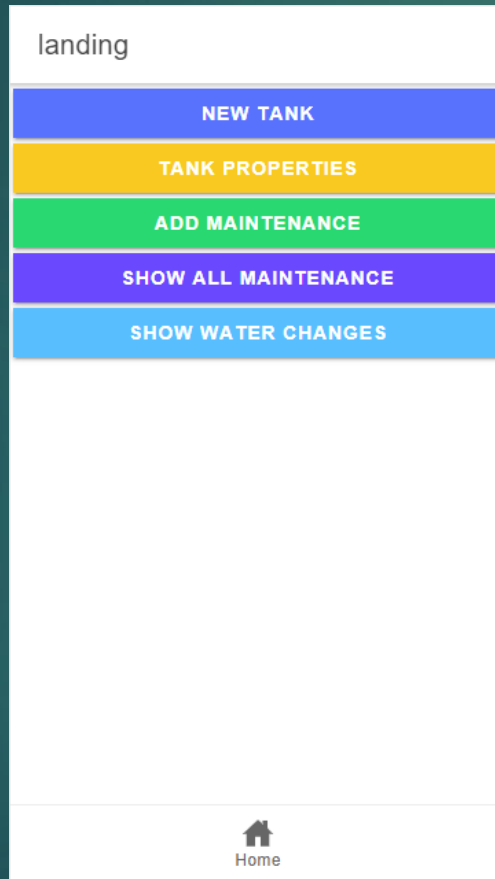 landing
NEW TANK
TANK PROPERTIES
ADD MAINTENANCE
SHOW ALL MAINTENANCE
SHOW WATER CHANGES
Home